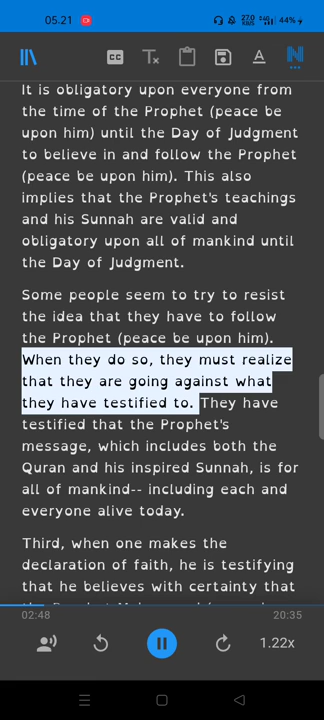 05.21
27.0
KB/S
44%
CC
T×
A
N
It is obligatory upon everyone from
the time of the Prophet (peace be
upon him) until the Day of Judgment
to believe in and follow the Prophet
(peace be upon him). This also
implies that the Prophet's teachings
and his Sunnah are valid and
obligatory upon all of mankind until
the Day of Judgment.
Some people seem to try to resist
the idea that they have to follow
the Prophet (peace be upon him).
When they do so, they must realize
that they are going against what
they have testified to. They have
testified that the Prophet's
message, which includes both the
Quran and his inspired Sunnah, is for
all of mankind-- including each and
everyone alive today.
Third, when one makes the
declaration of faith, he is testifying
that he believes with certainty that
02:48
20:35
1.22x